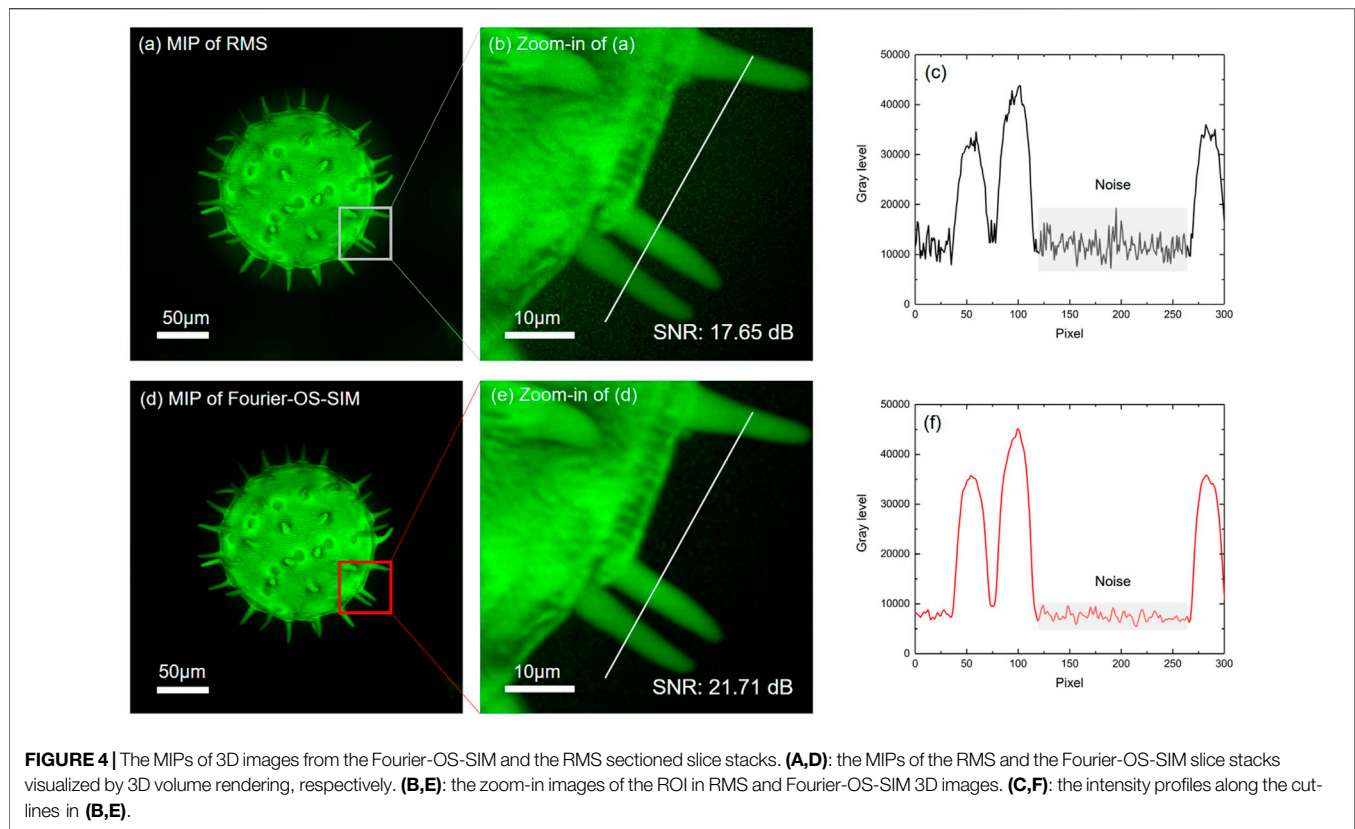 (a) MIP of RMS
50μm
(b) Zoom-in of (a)
10μm
SNR: 17.65 dB
(c)
Gray level
50000
40000
30000
20000
10000
0
Noise
0 50 75 100 125 150 175 200 225 250 275 300
Pixel
(d) MIP of Fourier-OS-SIM
50μm
(e) Zoom-in of (d)
10μm
SNR: 21.71 dB
(f)
Gray level
50000
40000
30000
20000
10000
0
Noise
0 50 100 150 200 250 300
Pixel
FIGURE 4 | The MIPs of 3D images from the Fourier-OS-SIM and the RMS sectioned slice stacks. (A,D): the MIPs of the RMS and the Fourier-OS-SIM slice stacks
visualized by 3D volume rendering, respectively. (B,E): the zoom-in images of the ROI in RMS and Fourier-OS-SIM 3D images. (C,F): the intensity profiles along the cut-
lines in (B,E).